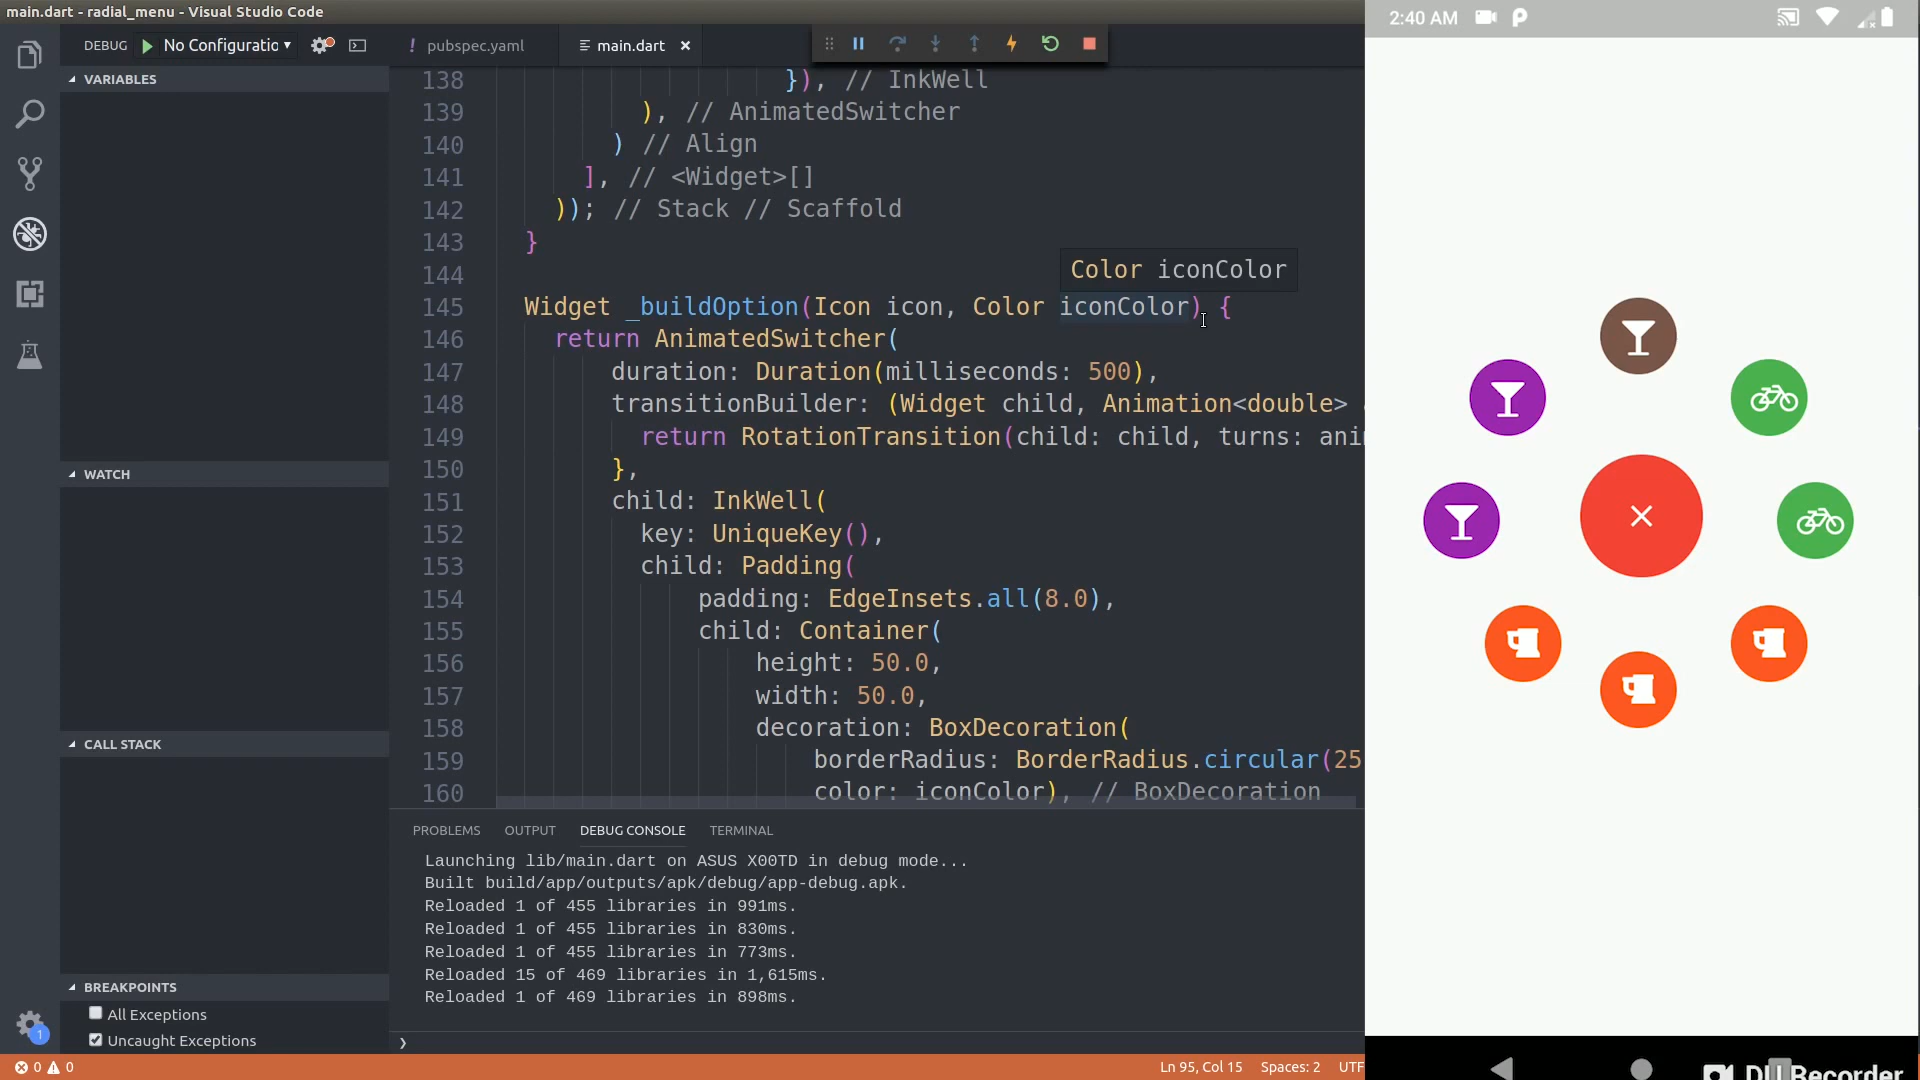 main.dart - radial_menu - Visual Studio Code
2:40 AM
DEBUG
No Configuratio
pubspec.yaml
main.dart
VARIABLES
138 }), // InkWell
139 ), // AnimatedSwitcher
140 ) // Align
141 ], // <Widget>[]
142 )); // Stack // Scaffold
143 }
144
Color iconColor
145 Widget _buildOption(Icon icon, Color iconColor) {
146 return AnimatedSwitcher(
147 duration: Duration(milliseconds: 500),
148 transitionBuilder: (Widget child, Animation<double>
149 return RotationTransition(child: child, turns: ani
150 },
151 child: InkWell(
152 key: UniqueKey(),
153 child: Padding(
154 padding: EdgeInsets.all(8.0),
155 child: Container(
156 height: 50.0,
157 width: 50.0,
158 decoration: BoxDecoration(
159 borderRadius: BorderRadius.circular(25
160 color: iconColor), // BoxDecoration
WATCH
CALL STACK
BREAKPOINTS
All Exceptions
Uncaught Exceptions
PROBLEMS OUTPUT DEBUG CONSOLE TERMINAL
Launching lib/main.dart on ASUS X00TD in debug mode...
Built build/app/outputs/apk/debug/app-debug.apk.
Reloaded 1 of 455 libraries in 991ms.
Reloaded 1 of 455 libraries in 830ms.
Reloaded 1 of 455 libraries in 773ms.
Reloaded 15 of 469 libraries in 1,615ms.
Reloaded 1 of 469 libraries in 898ms.
1
0 0
Ln 95, Col 15 Spaces: 2 UTF
DU Recorder